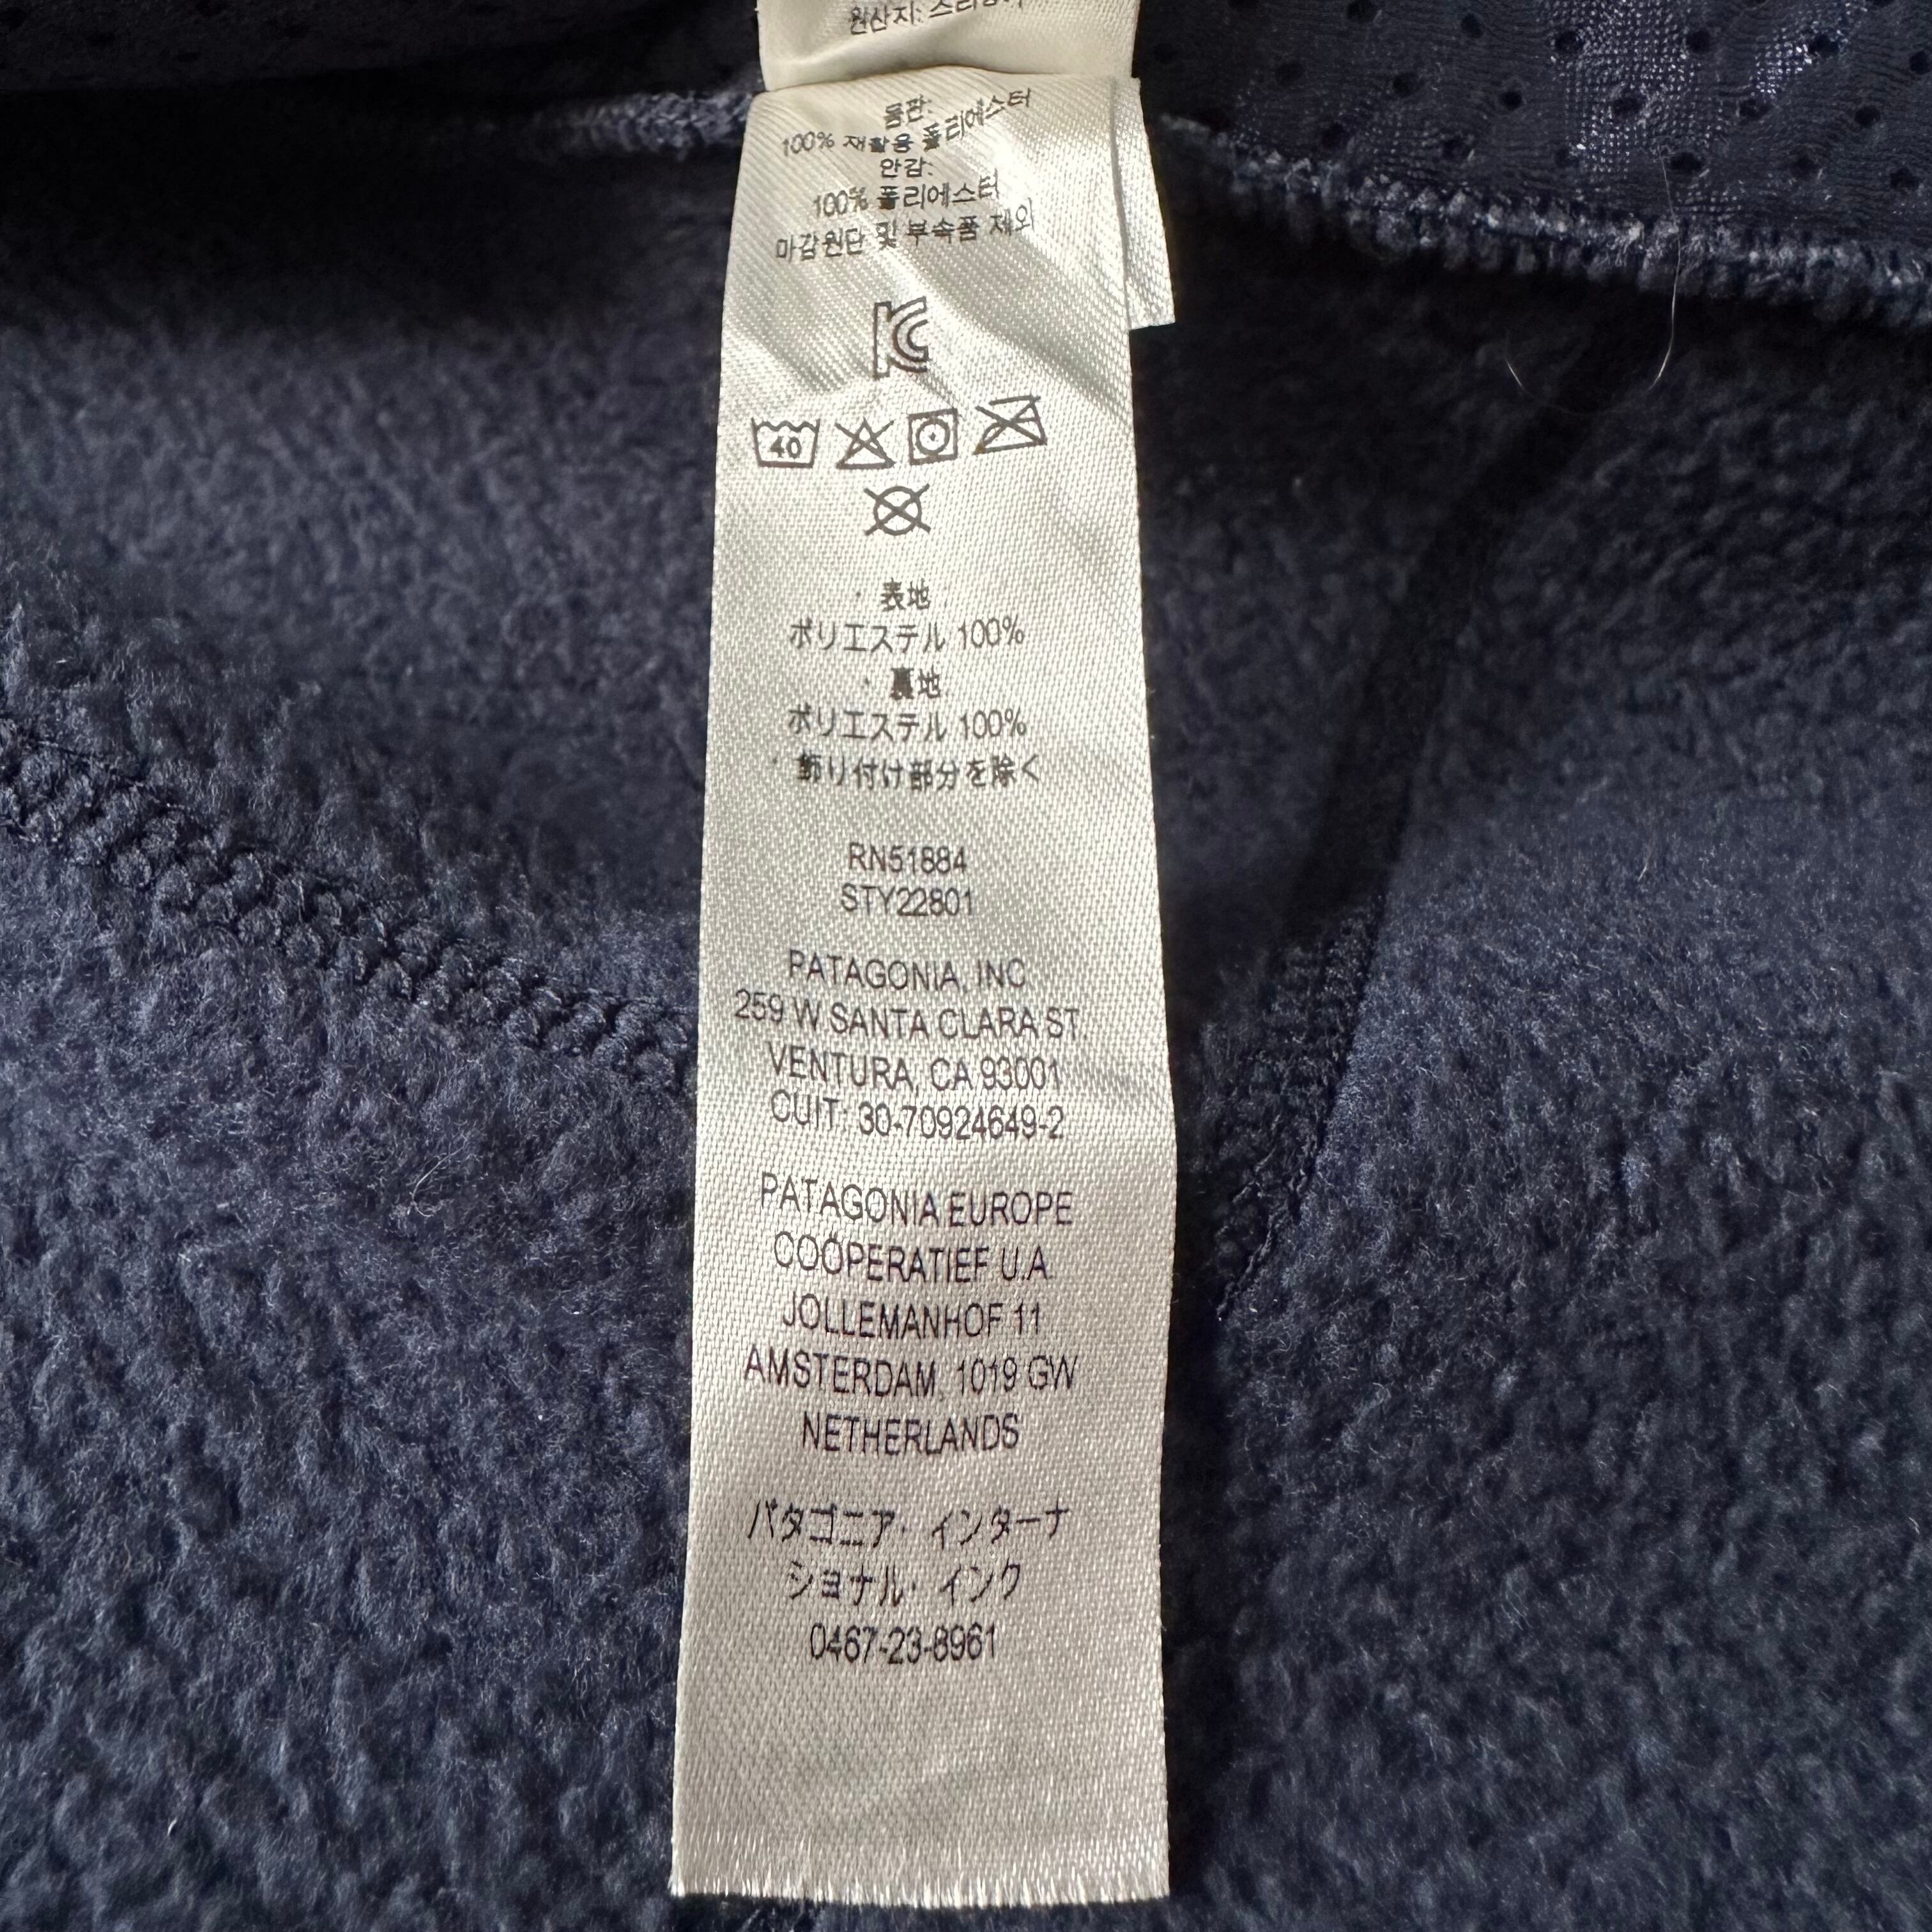 원산지: 스리랑카
몸판:
100% 재활용 폴리에스터
안감:
100% 폴리에스터
마감원단 및 부속품 제외
KC
40
· 表地
ポリエステル 100%
· 裏地
ポリエステル 100%
· 飾り付け部分を除く
RN51884
STY22801
PATAGONIA, INC
259 W SANTA CLARA ST.
VENTURA, CA 93001
CUIT: 30-70924649-2
PATAGONIA EUROPE
COÖPERATIEF U.A.
JOLLEMANHOF 11
AMSTERDAM, 1019 GW
NETHERLANDS
パタゴニア・インターナ
ショナル・インク
0467-23-8961